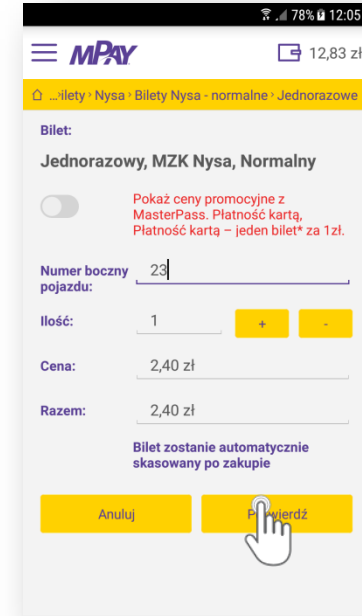 78% 12:05
mPAY 12,83 zł
...›ilety › Nysa › Bilety Nysa - normalne › Jednorazowe
Bilet:
Jednorazowy, MZK Nysa, Normalny
Pokaż ceny promocyjne z
MasterPass. Płatność kartą,
Płatność kartą – jeden bilet* za 1zł.
Numer boczny
pojazdu:
23
Ilość: 1 + -
Cena: 2,40 zł
Razem: 2,40 zł
Bilet zostanie automatycznie
skasowany po zakupie
Anuluj